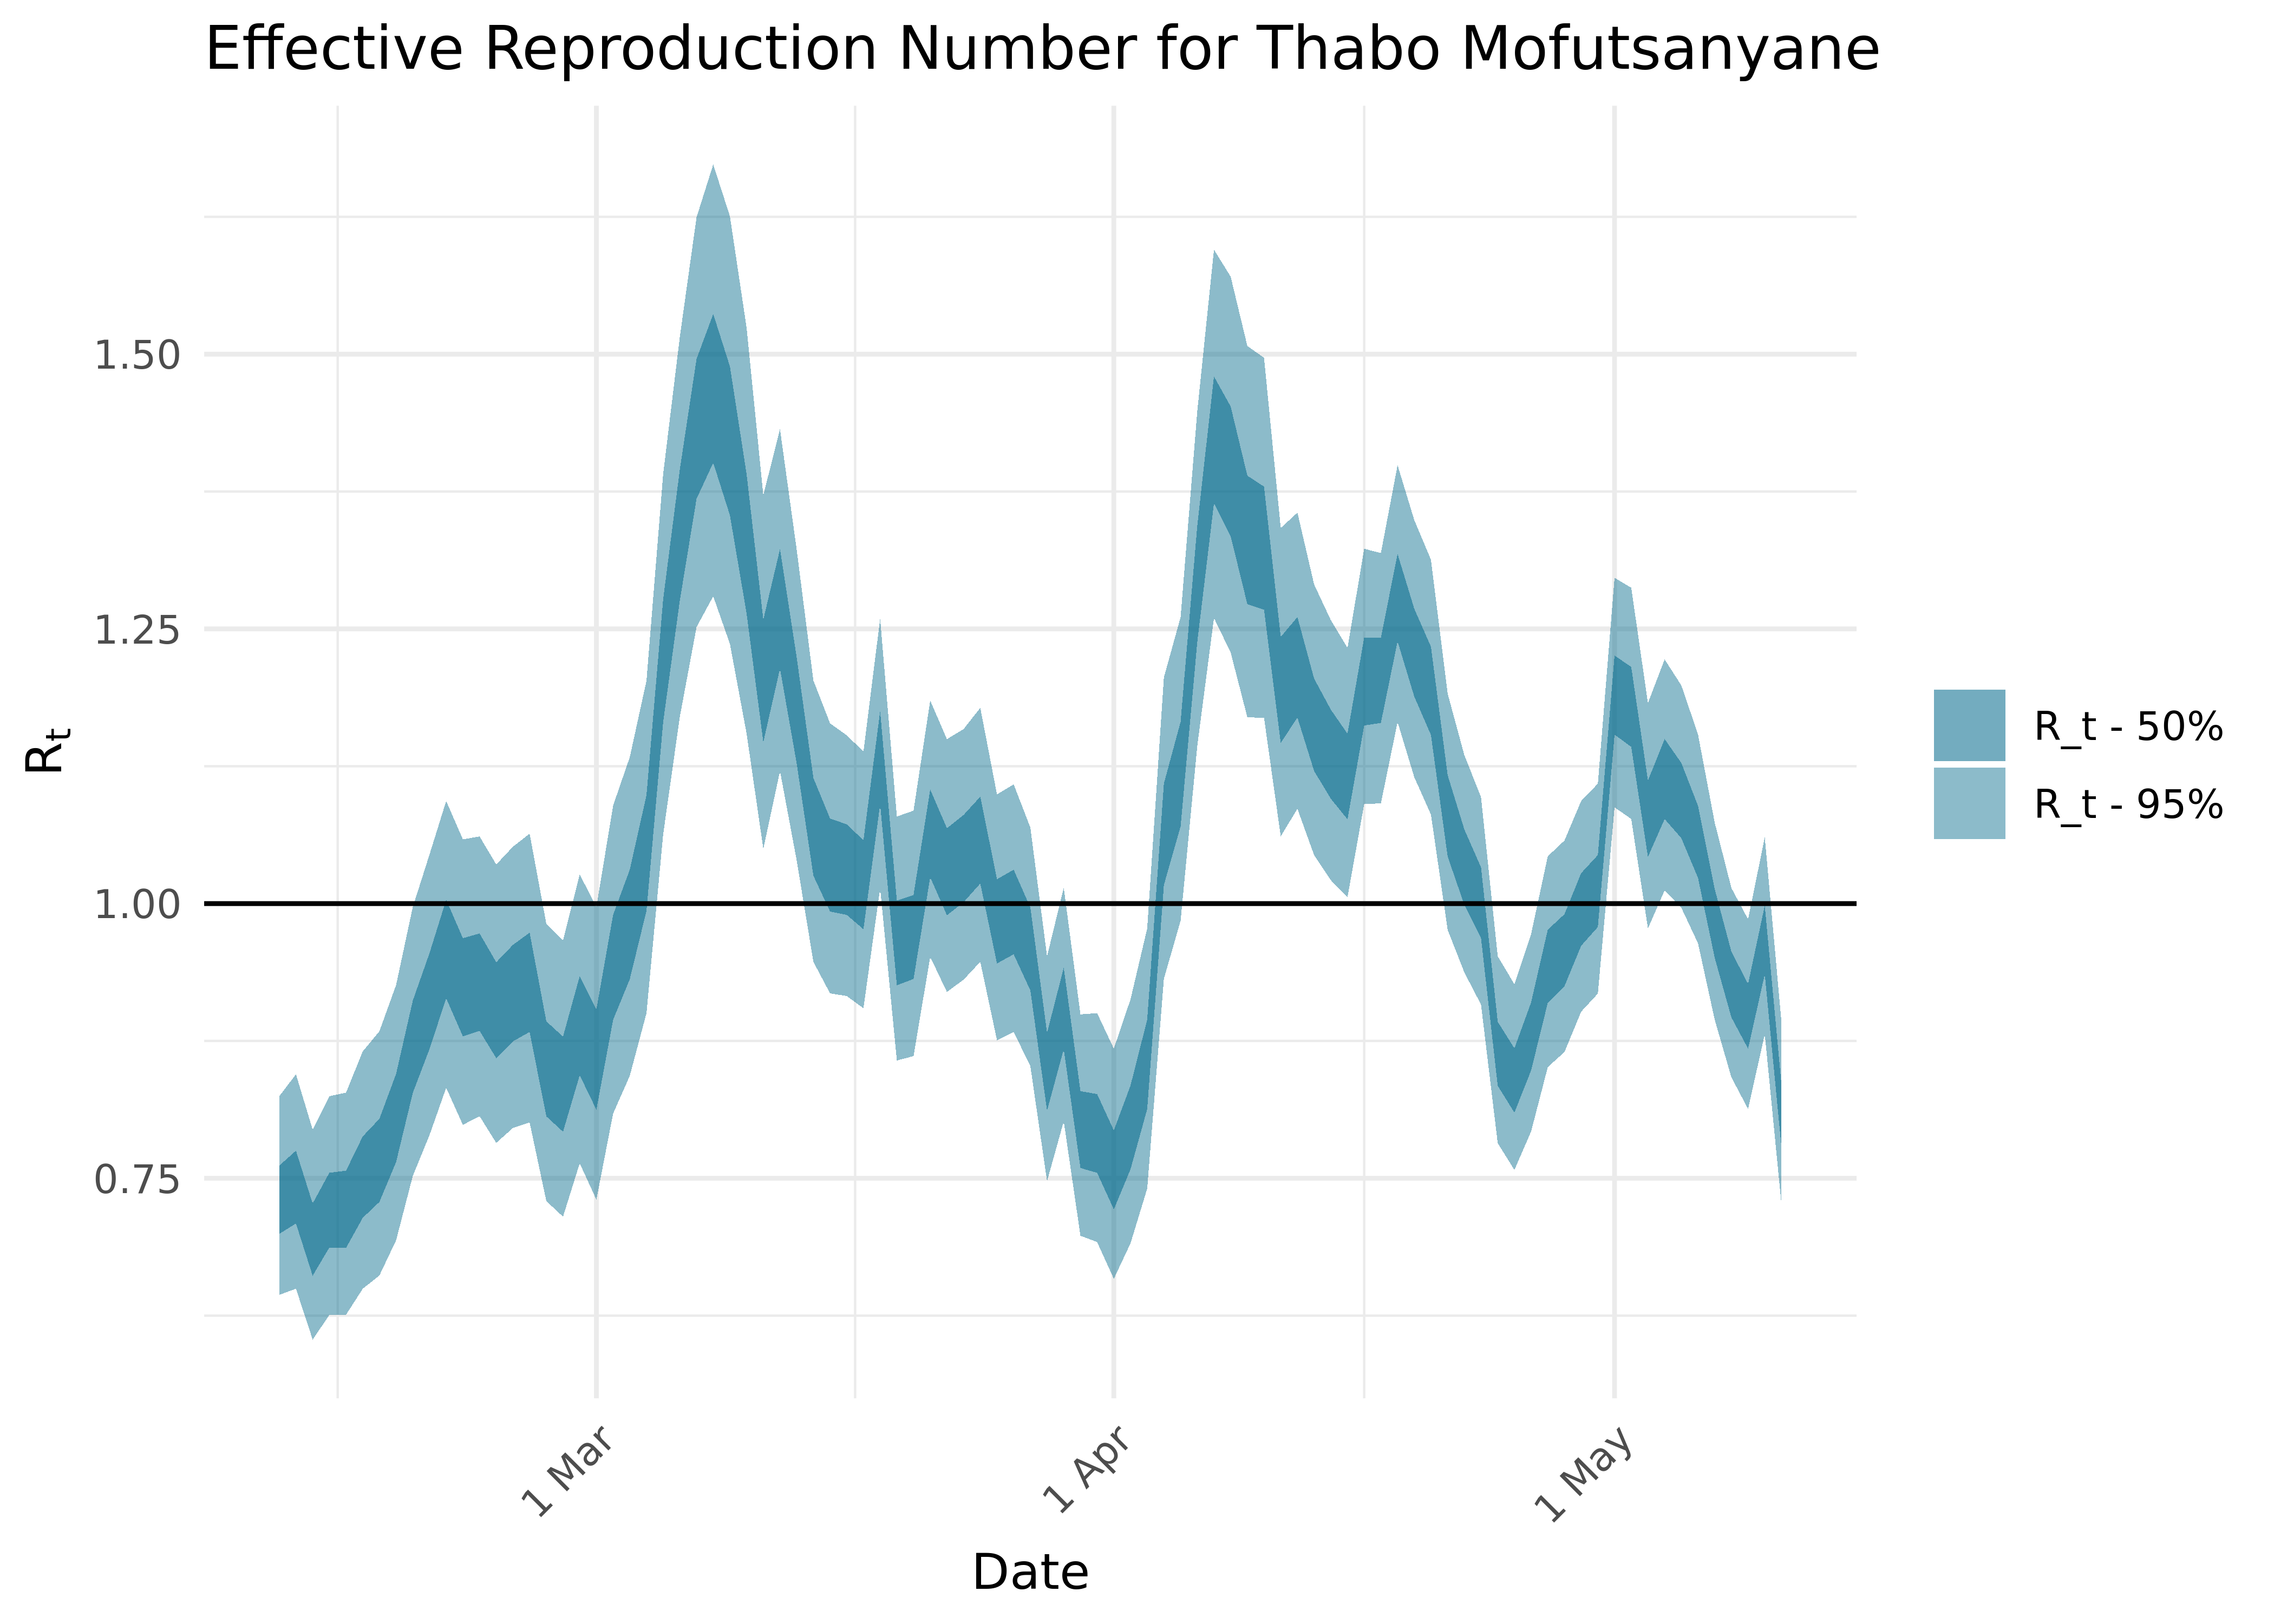 Effective Reproduction Number for Thabo Mofutsanyane
R_t
1.50
1.25
1.00
0.75
1 Mar
1 Apr
1 May
Date
R_t - 50%
R_t - 95%